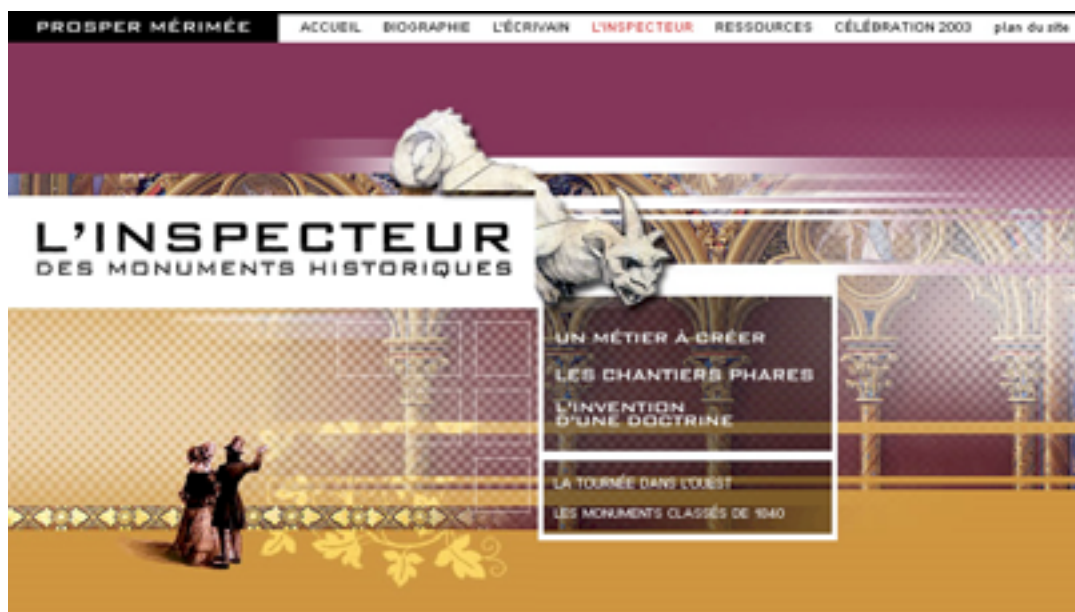 PROSPER MÉRIMÉE ACCUEIL BIOGRAPHIE L'ÉCRIVAIN L'INSPECTEUR RESSOURCES CÉLÉBRATION 2003 plan du site
L'INSPECTEUR
DES MONUMENTS HISTORIQUES
UN MÉTIER À CRÉER
LES CHANTIERS PHARES
L'INVENTION
D'UNE DOCTRINE
LA TOURNÉE DANS L'OUEST
LES MONUMENTS CLASSÉS DE 1840